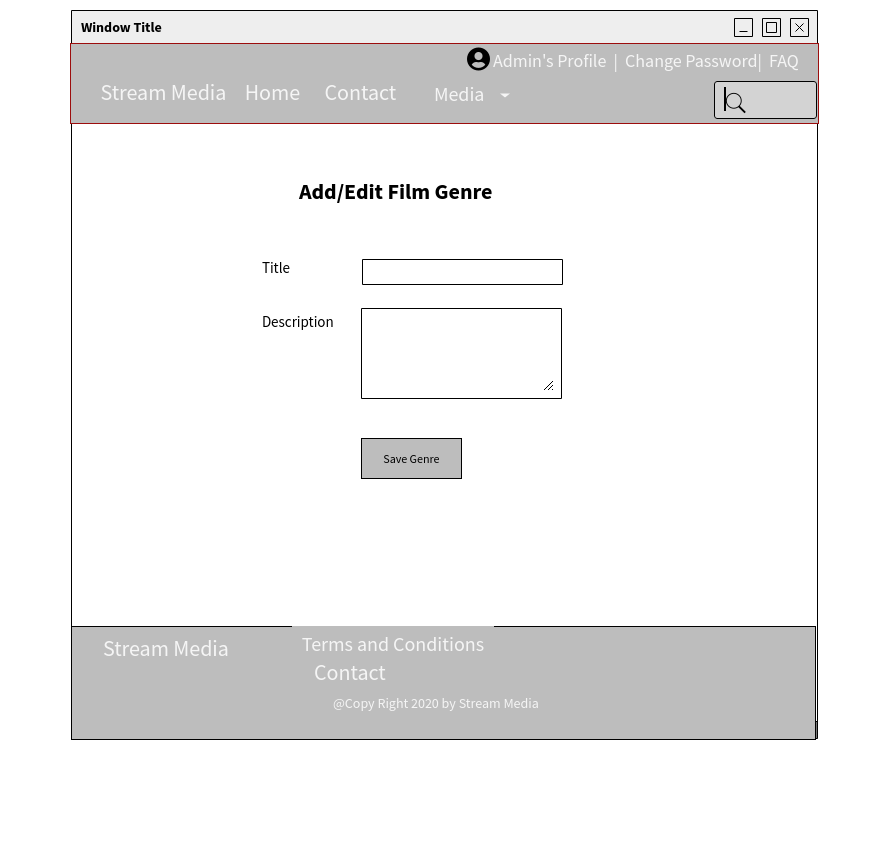 Window Title
Admin's Profile | Change Password| FAQ
Stream Media Home Contact Media
Add/Edit Film Genre
Title
Description
Save Genre
Stream Media Terms and Conditions
Contact
@Copy Right 2020 by Stream Media